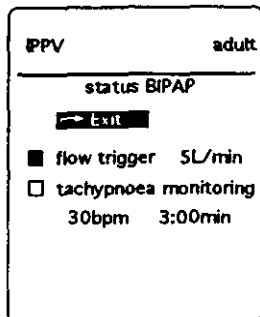 IPPV adult
status BIPAP
→ Exit
flow trigger 5L/min
tachypnoea monitoring
30bpm 3:00min